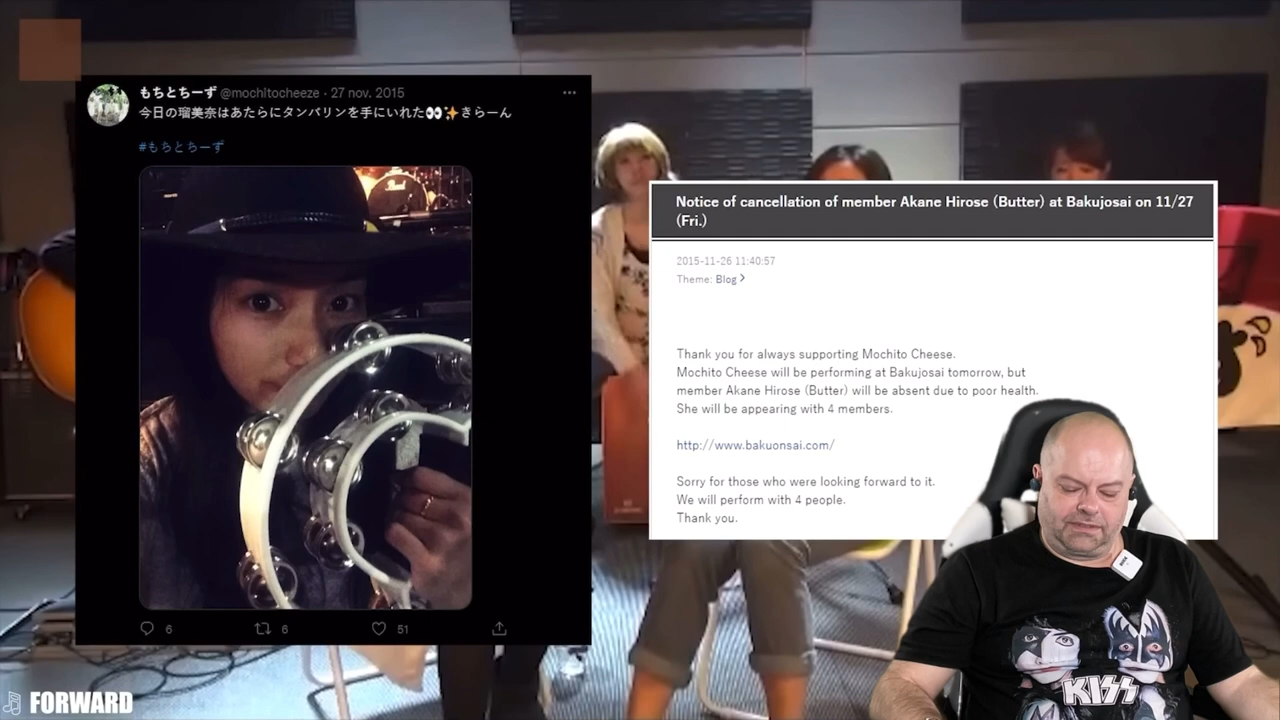 もちとちーず @mochitocheeze · 27 nov. 2015
今日の瑠美奈はあたらにタンバリンを手にいれた👀✨きらーん
#もちとちーず
Pearl
6 6 51
Notice of cancellation of member Akane Hirose (Butter) at Bakujosai on 11/27
(Fri.)
2015-11-26 11:40:57
Theme: Blog >
Thank you for always supporting Mochito Cheese.
Mochito Cheese will be performing at Bakujosai tomorrow, but
member Akane Hirose (Butter) will be absent due to poor health.
She will be appearing with 4 members.
http://www.bakuonsai.com/
Sorry for those who were looking forward to it.
We will perform with 4 people.
Thank you.
KISS
FORWARD